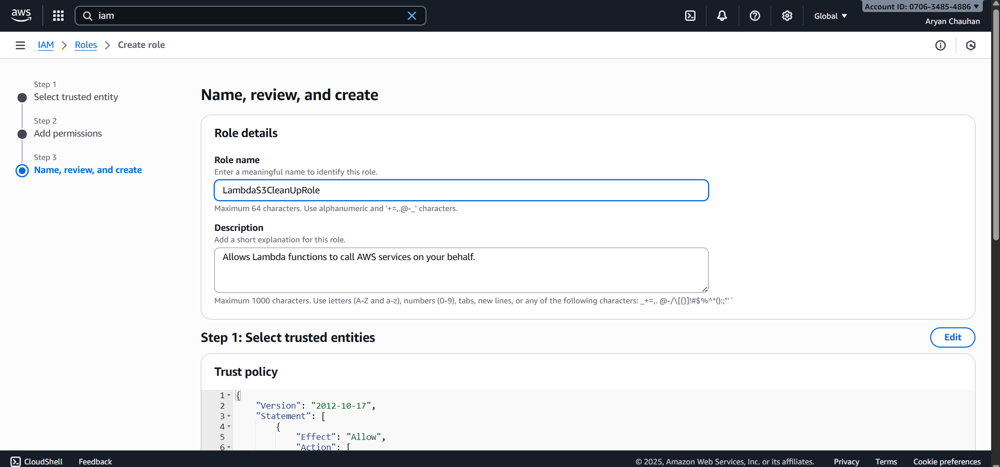 aws
iam
Global
Account ID: 0706-3485-4886
Aryan Chauhan
IAM
Roles
Create role
Step 1
Select trusted entity
Step 2
Add permissions
Step 3
Name, review, and create
Name, review, and create
Role details
Role name
Enter a meaningful name to identify this role.
LambdaS3CleanUpRole
Maximum 64 characters. Use alphanumeric and '+=,.@-_' characters.
Description
Add a short explanation for this role.
Allows Lambda functions to call AWS services on your behalf.
Maximum 1000 characters. Use letters (A-Z and a-z), numbers (0-9), tabs, new lines, or any of the following characters: _+=,. @-/\[{}]!#$%^*();:"'`
Step 1: Select trusted entities
Edit
Trust policy
1 {
2 "Version": "2012-10-17",
3 "Statement": [
4 {
5 "Effect": "Allow",
6 "Action": [
CloudShell
Feedback
© 2025, Amazon Web Services, Inc. or its affiliates.
Privacy
Terms
Cookie preferences